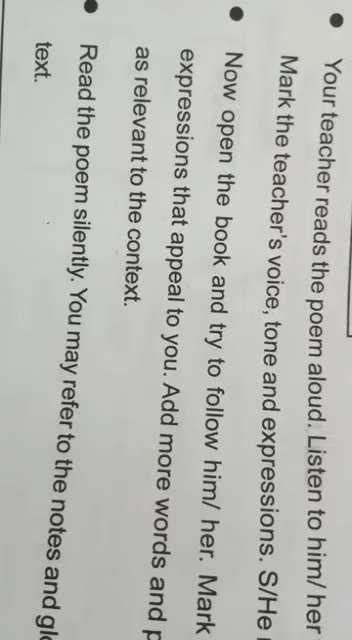 • Your teacher reads the poem aloud. Listen to him/ her
Mark the teacher's voice, tone and expressions. S/He
• Now open the book and try to follow him/ her. Mark
expressions that appeal to you. Add more words and
as relevant to the context.
• Read the poem silently. You may refer to the notes and
text.